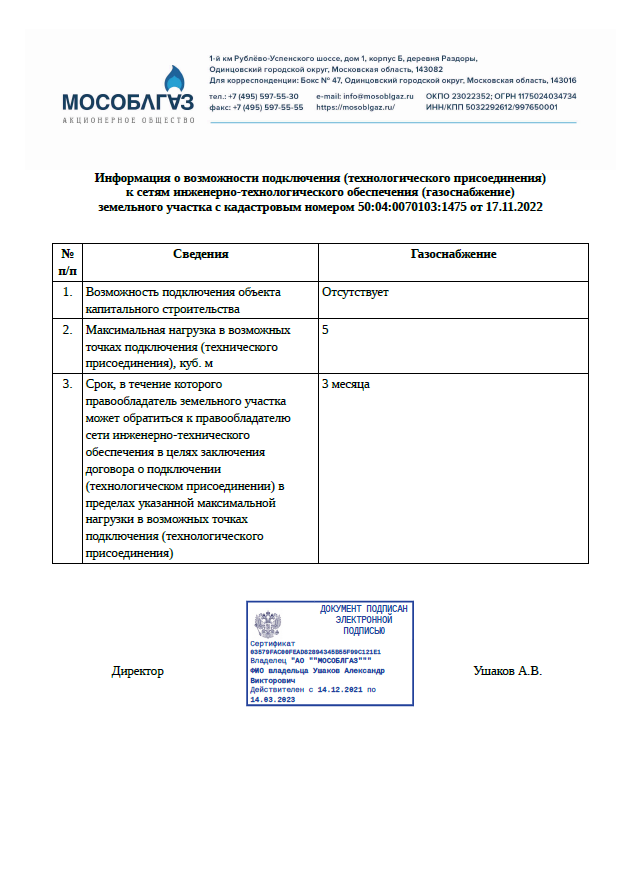 МОСОБЛГАЗ
АКЦИОНЕРНОЕ ОБЩЕСТВО
1-й км Рублёво-Успенского шоссе, дом 1, корпус Б, деревня Раздоры,
Одинцовский городской округ, Московская область, 143082
Для корреспонденции: Бокс № 47, Одинцовский городской округ, Московская область, 143016
тел.: +7 (495) 597-55-30 e-mail: info@mosoblgaz.ru ОКПО 23022352; ОГРН 1175024034734
факс: +7 (495) 597-55-55 https://mosoblgaz.ru/ ИНН/КПП 5032292612/997650001
Информация о возможности подключения (технологического присоединения)
к сетям инженерно-технологического обеспечения (газоснабжение)
земельного участка с кадастровым номером 50:04:0070103:1475 от 17.11.2022
№ п/п Сведения Газоснабжение
1. Возможность подключения объекта Отсутствует
капитального строительства
2. Максимальная нагрузка в возможных 5
точках подключения (технического
присоединения), куб. м
3. Срок, в течение которого 3 месяца
правообладатель земельного участка
может обратиться к правообладателю
сети инженерно-технического
обеспечения в целях заключения
договора о подключении
(технологическом присоединении) в
пределах указанной максимальной
нагрузки в возможных точках
подключения (технологического
присоединения)
ДОКУМЕНТ ПОДПИСАН
ЭЛЕКТРОННОЙ
ПОДПИСЬЮ
Сертификат
Владелец "АО ""МОСОБЛГАЗ"""
ФИО владельца Ушаков Александр
Викторович
Действителен с 14.12.2021 по
14.03.2023
Директор
Ушаков А.В.